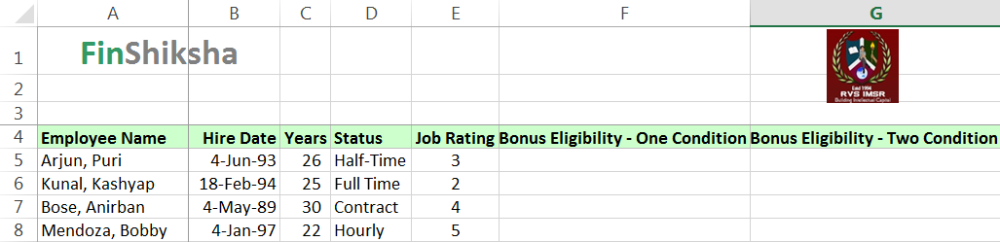 A B C D E F G
1 FinShiksha
Estd 1994
RVS IMSR
Building Intellectual Capital
2
3
4 Employee Name Hire Date Years Status Job Rating Bonus Eligibility - One Condition Bonus Eligibility - Two Condition
5 Arjun, Puri 4-Jun-93 26 Half-Time 3
6 Kunal, Kashyap 18-Feb-94 25 Full Time 2
7 Bose, Anirban 4-May-89 30 Contract 4
8 Mendoza, Bobby 4-Jan-97 22 Hourly 5